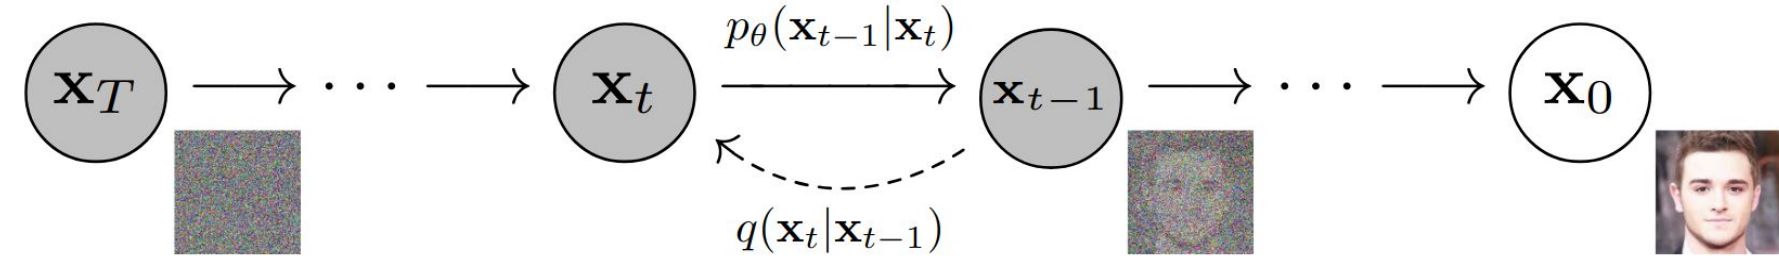 p_θ(x_{t−1}|x_t)
x_T → ··· → x_t → x_{t−1} → ··· → x_0
q(x_t|x_{t−1})